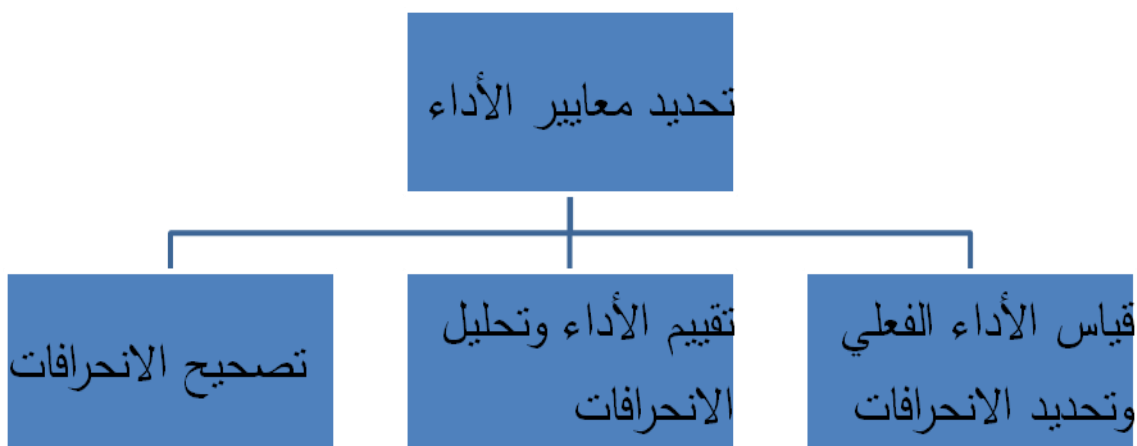 تحديد معايير الأداء
قياس الأداء الفعلي
وتحديد الانحرافات
تقييم الأداء وتحليل
الانحرافات
تصحيح الانحرافات